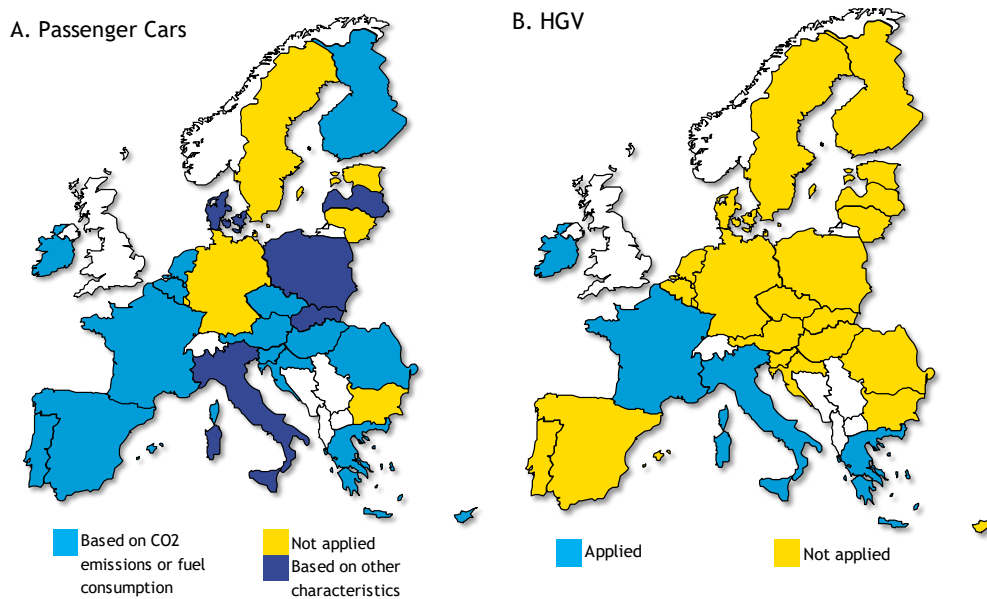 A. Passenger Cars
B. HGV
Based on CO2
emissions or fuel
consumption
Not applied
Based on other
characteristics
Applied
Not applied